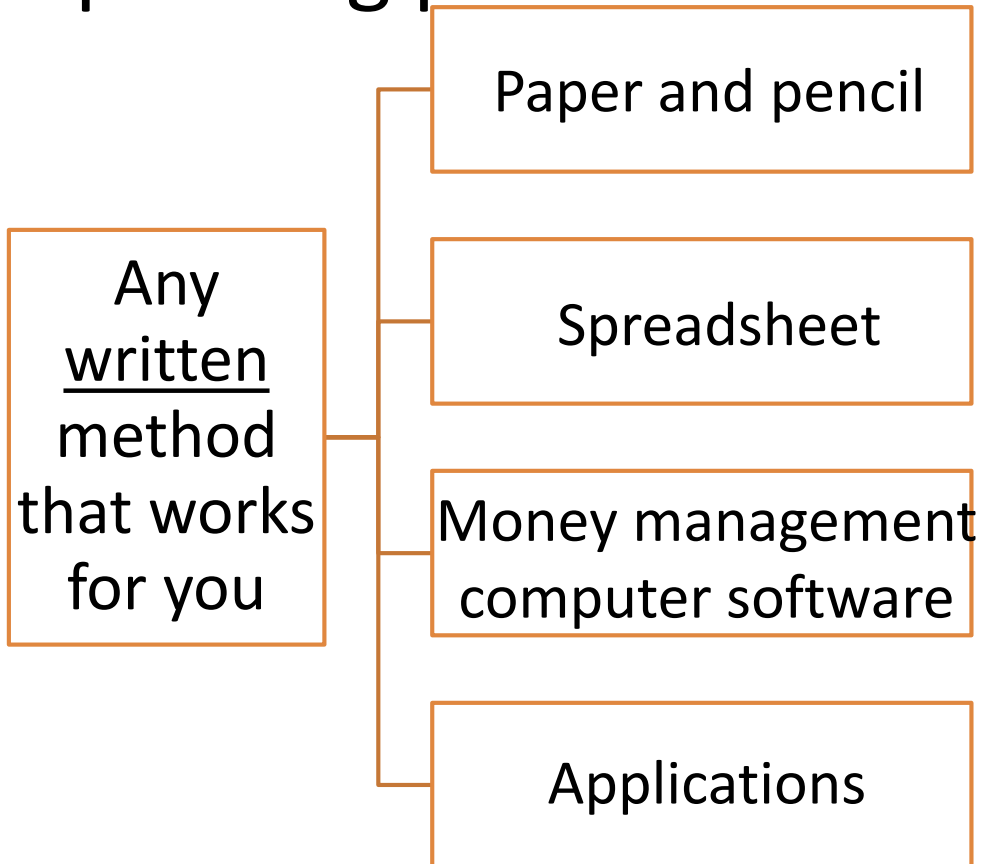 Any
written
method
that works
for you
Paper and pencil
Spreadsheet
Money management
computer software
Applications